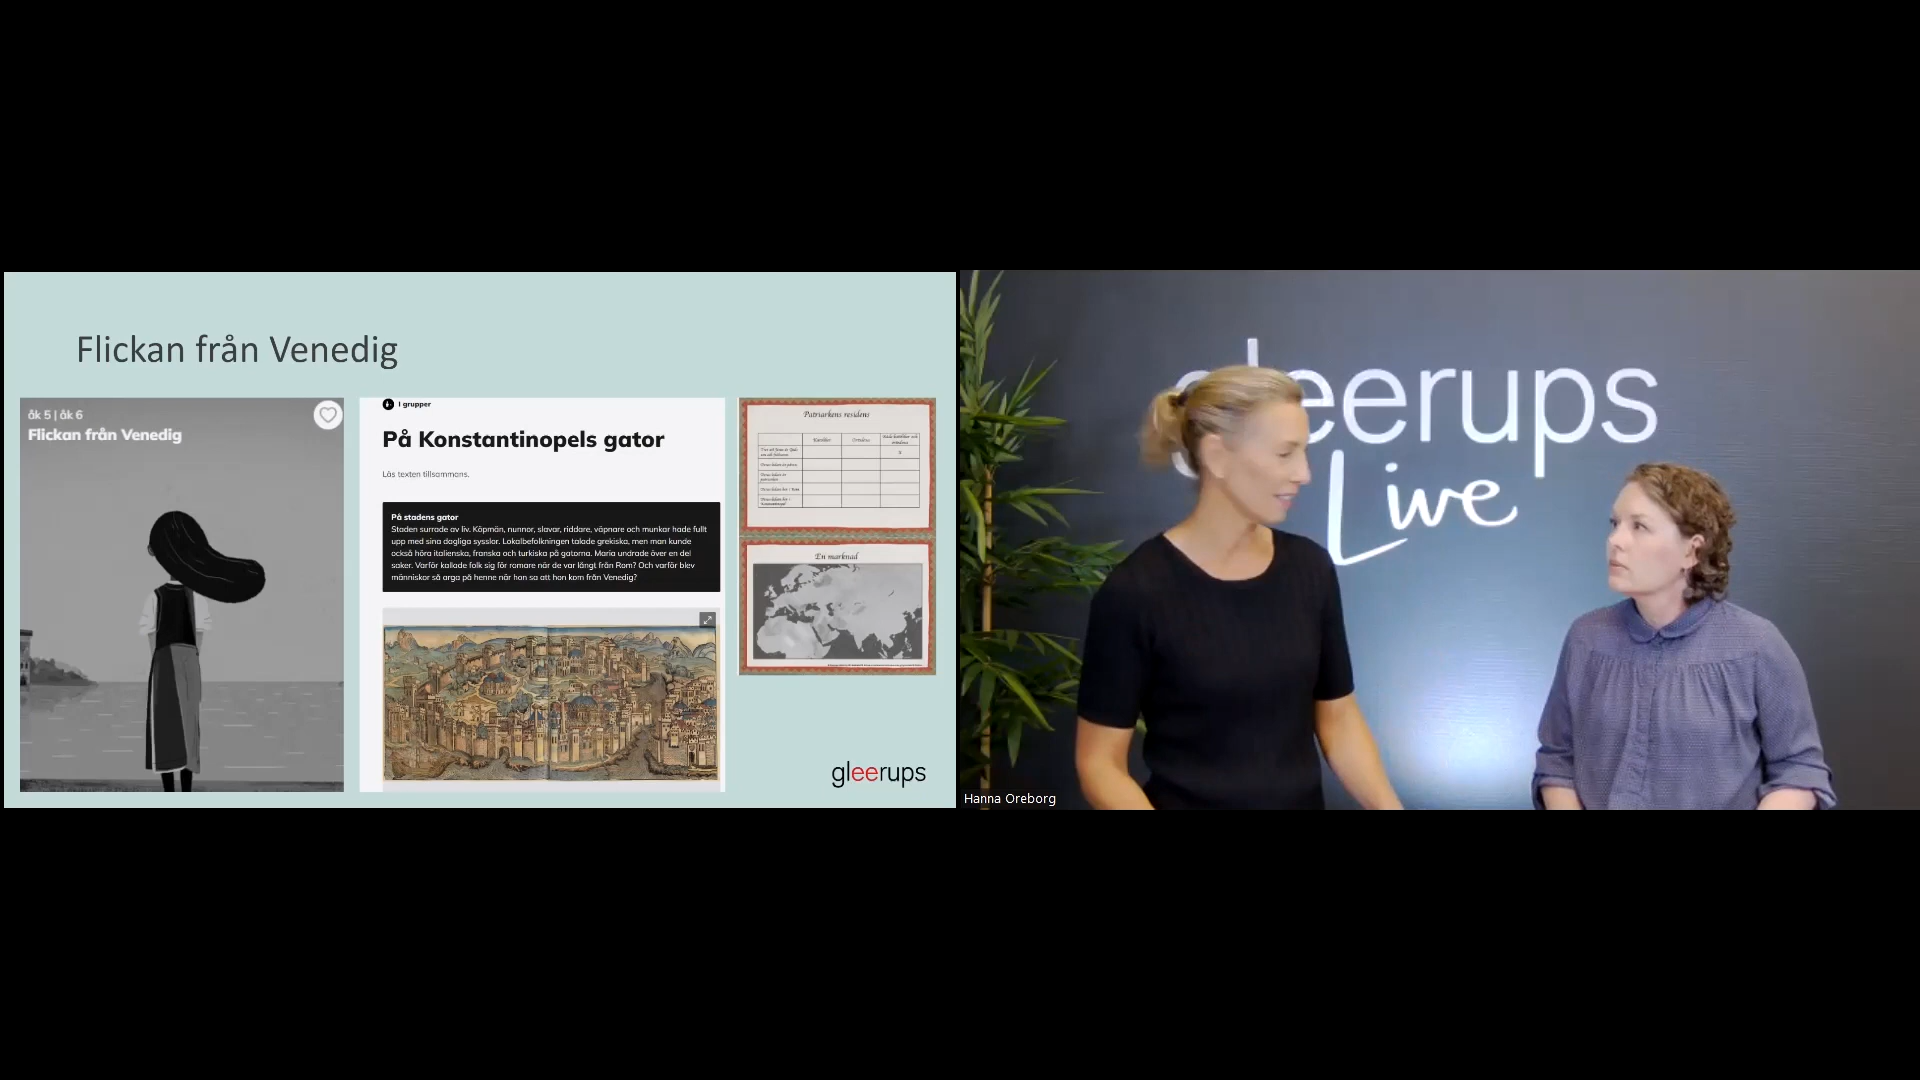 Flickan från Venedig
åk 5 | åk 6
Flickan från Venedig
I grupper
På Konstantinopels gator
Läs texten tillsammans.
På stadens gator
Staden surrade av liv. Köpmän, nunnor, slavar, riddare, väpnare och munkar hade fullt
upp med sina dagliga sysslor. Lokalbefolkningen talade grekiska, men man kunde
också höra italienska, franska och turkiska på gatorna. Maria undrade över en del
saker. Varför kallade folk sig för romare när de var långt från Rom? Och varför blev
människor så arga på henne när hon sa att hon kom från Venedig?
Patriarkens residens
Katoliker
Ortodoxa
x
En marknad
gleerups
gleerups
Live
Hanna Oreborg